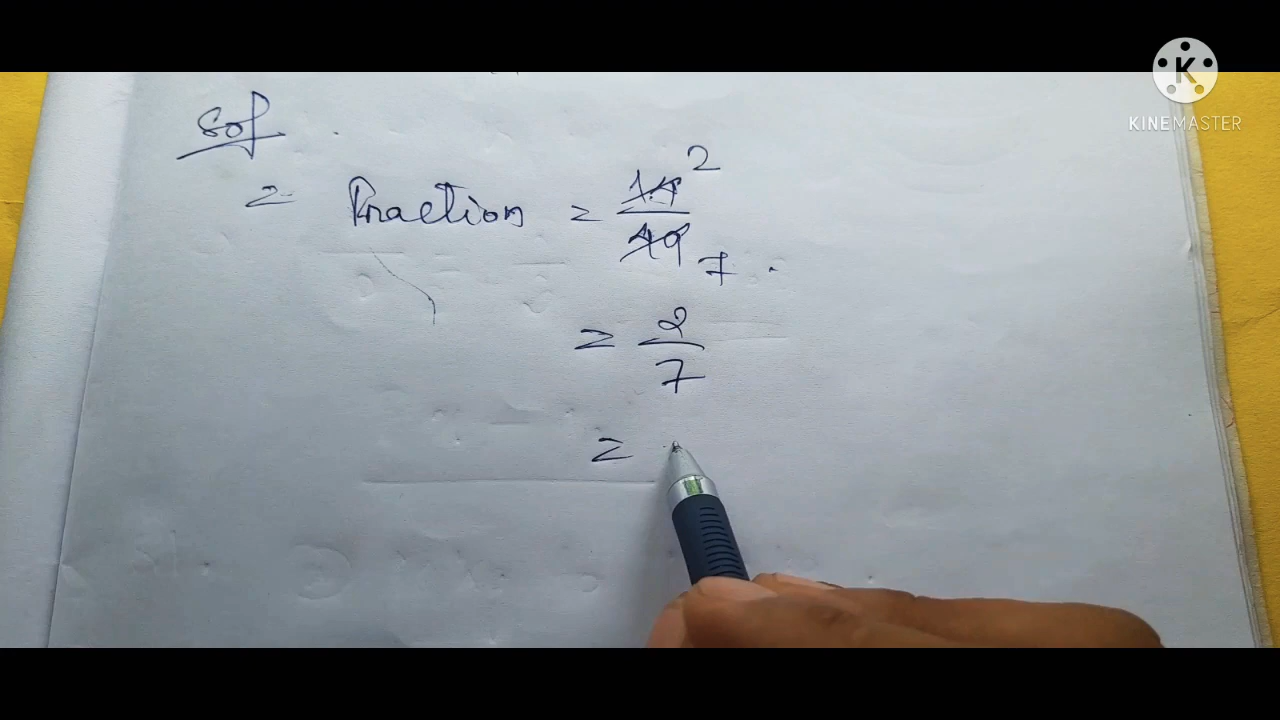 Sol
= Fraction = 14/49 2 7.
= 2/7
=
K
KINEMASTER